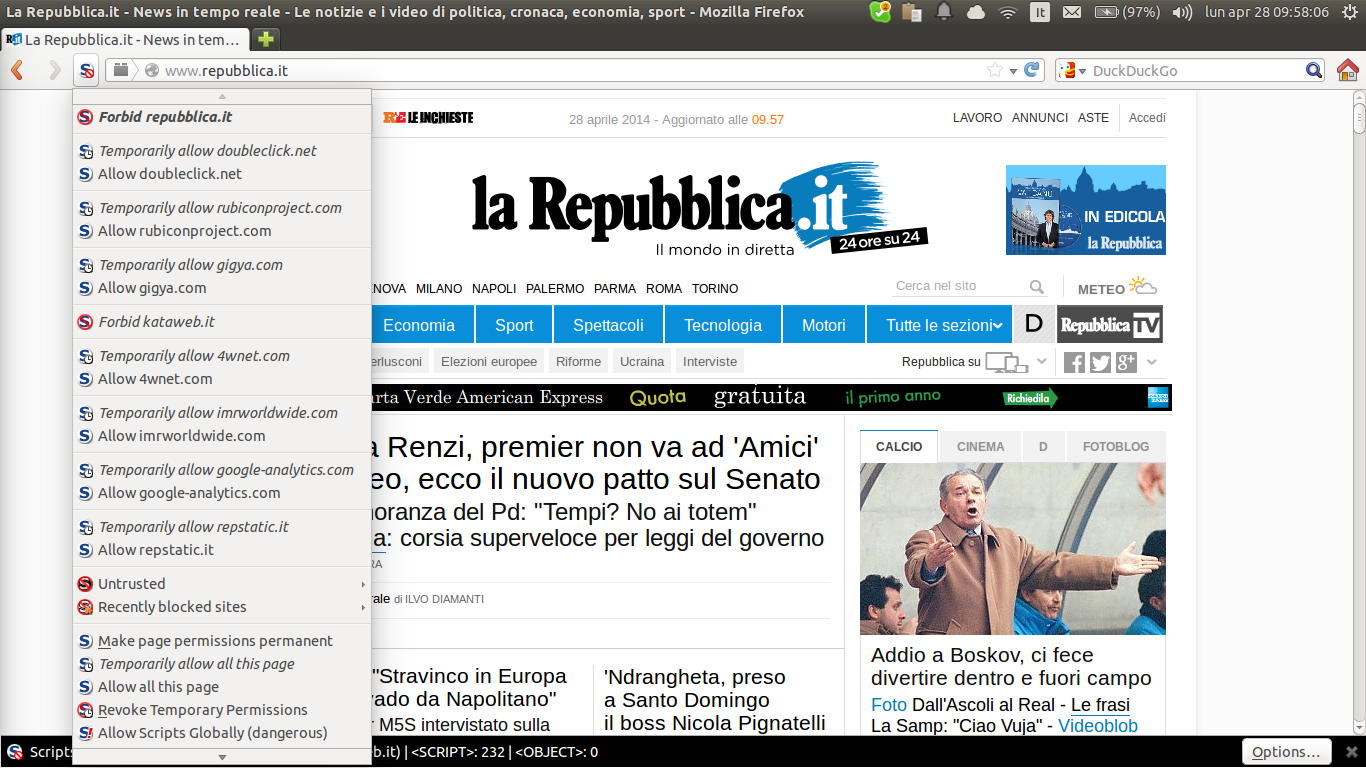 La Repubblica.it - News in tempo reale - Le notizie e i video di politica, cronaca, economia, sport - Mozilla Firefox
2
It
(97%)
lun apr 28 09:58:06
R.it La Repubblica.it - News in tem...
www.repubblica.it
DuckDuckGo
Forbid repubblica.it
Temporarily allow doubleclick.net
Allow doubleclick.net
Temporarily allow rubiconproject.com
Allow rubiconproject.com
Temporarily allow gigya.com
Allow gigya.com
Forbid kataweb.it
Temporarily allow 4wnet.com
Allow 4wnet.com
Temporarily allow imrworldwide.com
Allow imrworldwide.com
Temporarily allow google-analytics.com
Allow google-analytics.com
Temporarily allow repstatic.it
Allow repstatic.it
Untrusted
Recently blocked sites
Make page permissions permanent
Temporarily allow all this page
Allow all this page
Revoke Temporary Permissions
Allow Scripts Globally (dangerous)
RE LE INCHIESTE
28 aprile 2014 - Aggiornato alle 09.57
LAVORO ANNUNCI ASTE Accedi
la Repubblica.it
Il mondo in diretta
24 ore su 24
IN EDICOLA
la Repubblica
NOVA MILANO NAPOLI PALERMO PARMA ROMA TORINO
Cerca nel sito
METEO
Economia Sport Spettacoli Tecnologia Motori Tutte le sezioni D Repubblica TV
erlusconi Elezioni europee Riforme Ucraina Interviste
Repubblica su
g+
arta Verde American Express Quota gratuita il primo anno Richiedila
a Renzi, premier non va ad 'Amici'
eo, ecco il nuovo patto sul Senato
noranza del Pd: "Tempi? No ai totem"
a: corsia superveloce per leggi del governo
RA
rale di ILVO DIAMANTI
"Stravinco in Europa
vado da Napolitano"
r M5S intervistato sulla
'Ndrangheta, preso
a Santo Domingo
il boss Nicola Pignatelli
CALCIO CINEMA D FOTOBLOG
Addio a Boskov, ci fece
divertire dentro e fuori campo
Foto Dall'Ascoli al Real - Le frasi
La Samp: "Ciao Vuja" - Videoblob
Scripts
b.it) | <SCRIPT>: 232 | <OBJECT>: 0
Options...